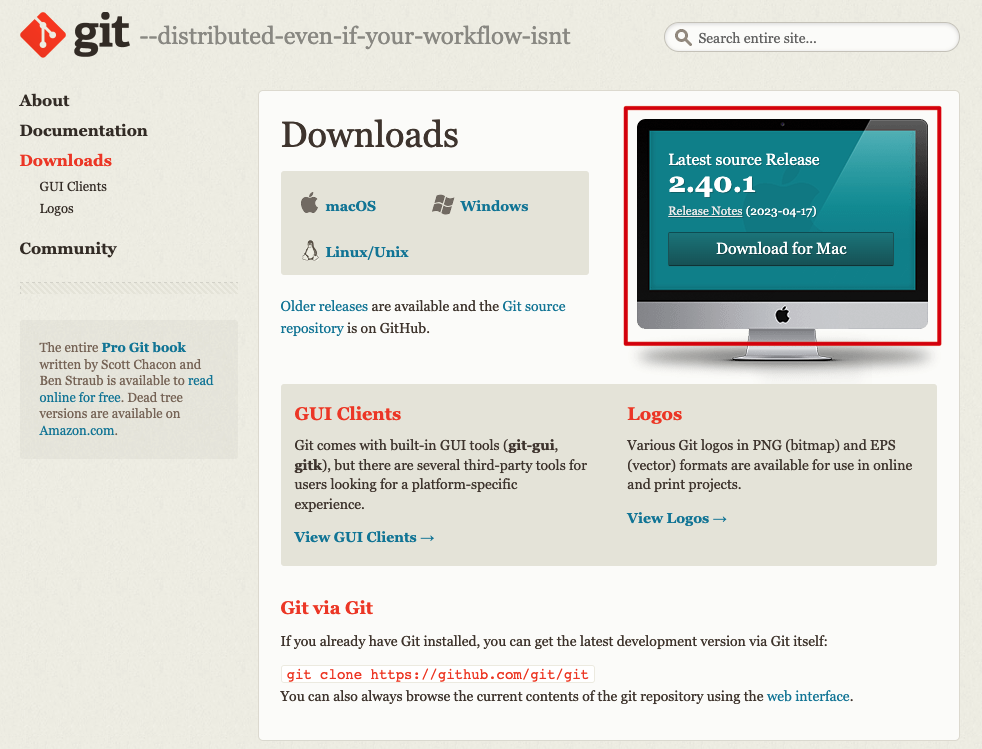 git --distributed-even-if-your-workflow-isnt
Search entire site...
About
Documentation
Downloads
GUI Clients
Logos
Community
The entire Pro Git book
written by Scott Chacon and
Ben Straub is available to read
online for free. Dead tree
versions are available on
Amazon.com.
Downloads
macOS
Windows
Linux/Unix
Older releases are available and the Git source
repository is on GitHub.
Latest source Release
2.40.1
Release Notes (2023-04-17)
Download for Mac
GUI Clients
Git comes with built-in GUI tools (git-gui,
gitk), but there are several third-party tools for
users looking for a platform-specific
experience.
View GUI Clients →
Logos
Various Git logos in PNG (bitmap) and EPS
(vector) formats are available for use in online
and print projects.
View Logos →
Git via Git
If you already have Git installed, you can get the latest development version via Git itself:
git clone https://github.com/git/git
You can also always browse the current contents of the git repository using the web interface.